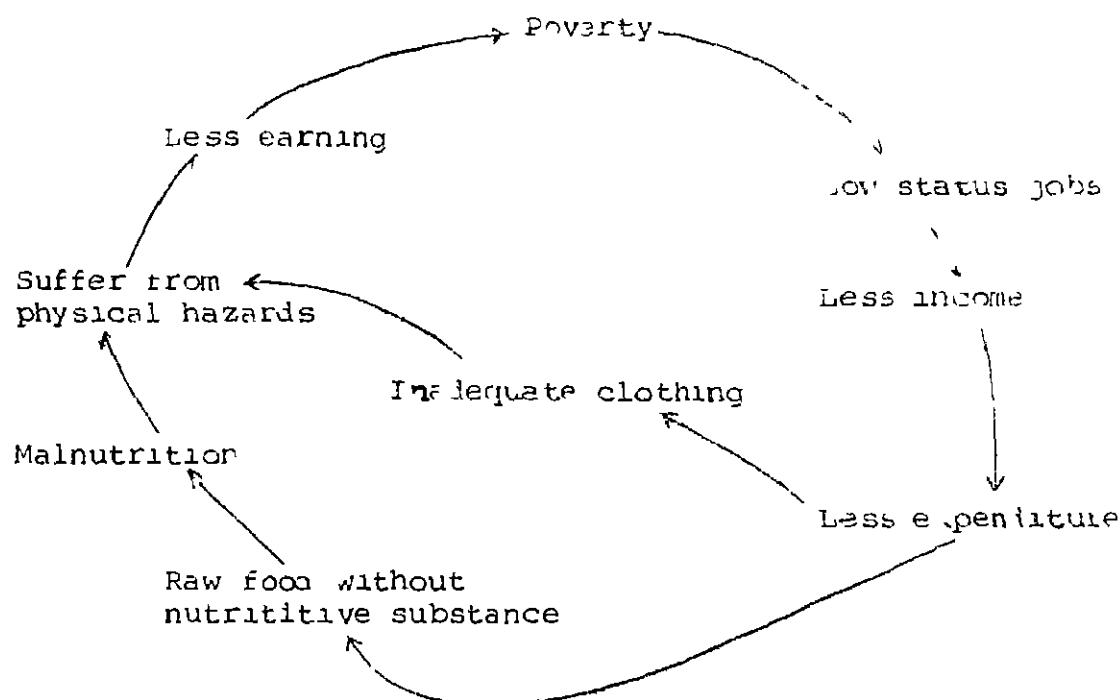 Poverty
Less earning
Low status jobs
Suffer from
physical hazards
Less income
Inadequate clothing
Malnutrition
Less expenditure
Raw food without
nutrititive substance